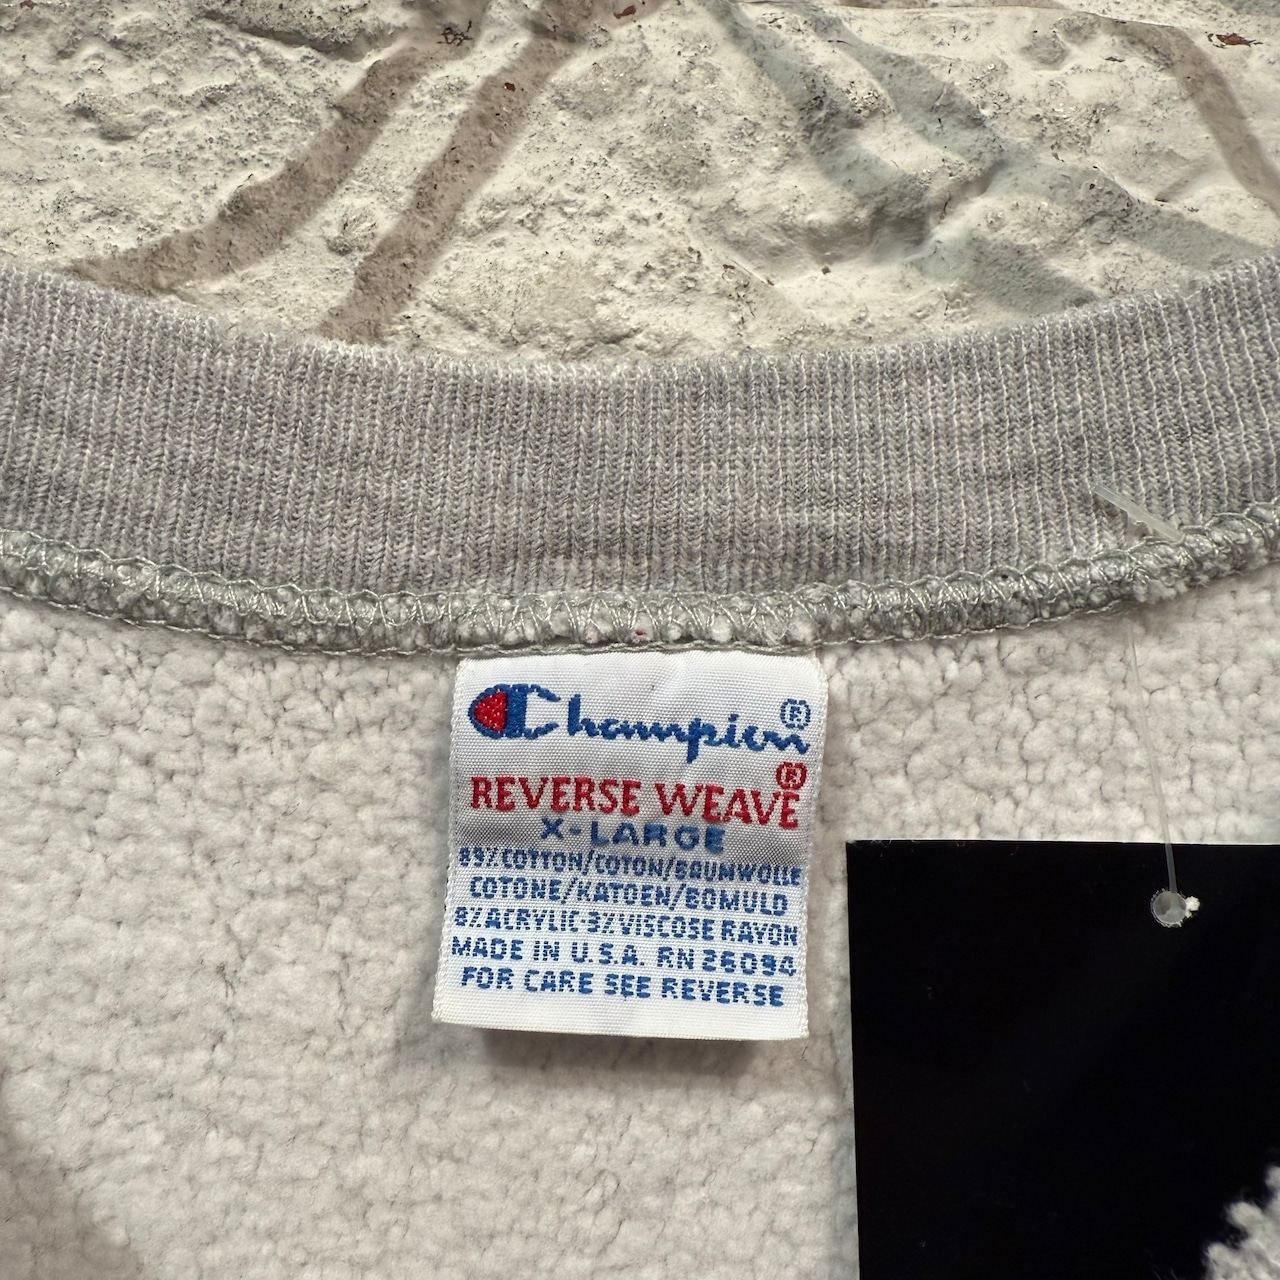 Champion®
REVERSE WEAVE®
X-LARGE
89% COTTON/COTON/BAUMWOLLE
COTONE/KATOEN/BOMULD
8% ACRYLIC-3% VISCOSE RAYON
MADE IN U.S.A. RN 26094
FOR CARE SEE REVERSE